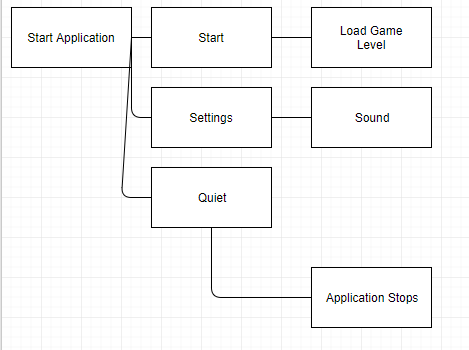 Start Application
Start
Load Game
Level
Settings
Sound
Quiet
Application Stops